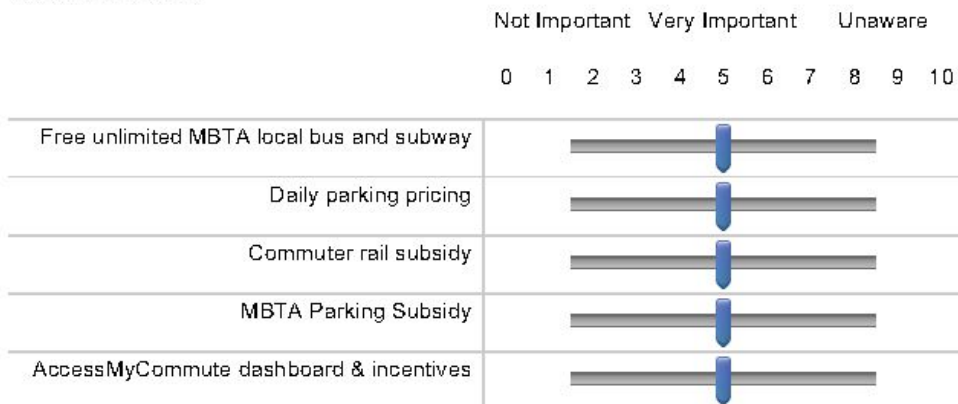 Not Important Very Important Unaware
0 1 2 3 4 5 6 7 8 9 10
Free unlimited MBTA local bus and subway
Daily parking pricing
Commuter rail subsidy
MBTA Parking Subsidy
AccessMyCommute dashboard & incentives